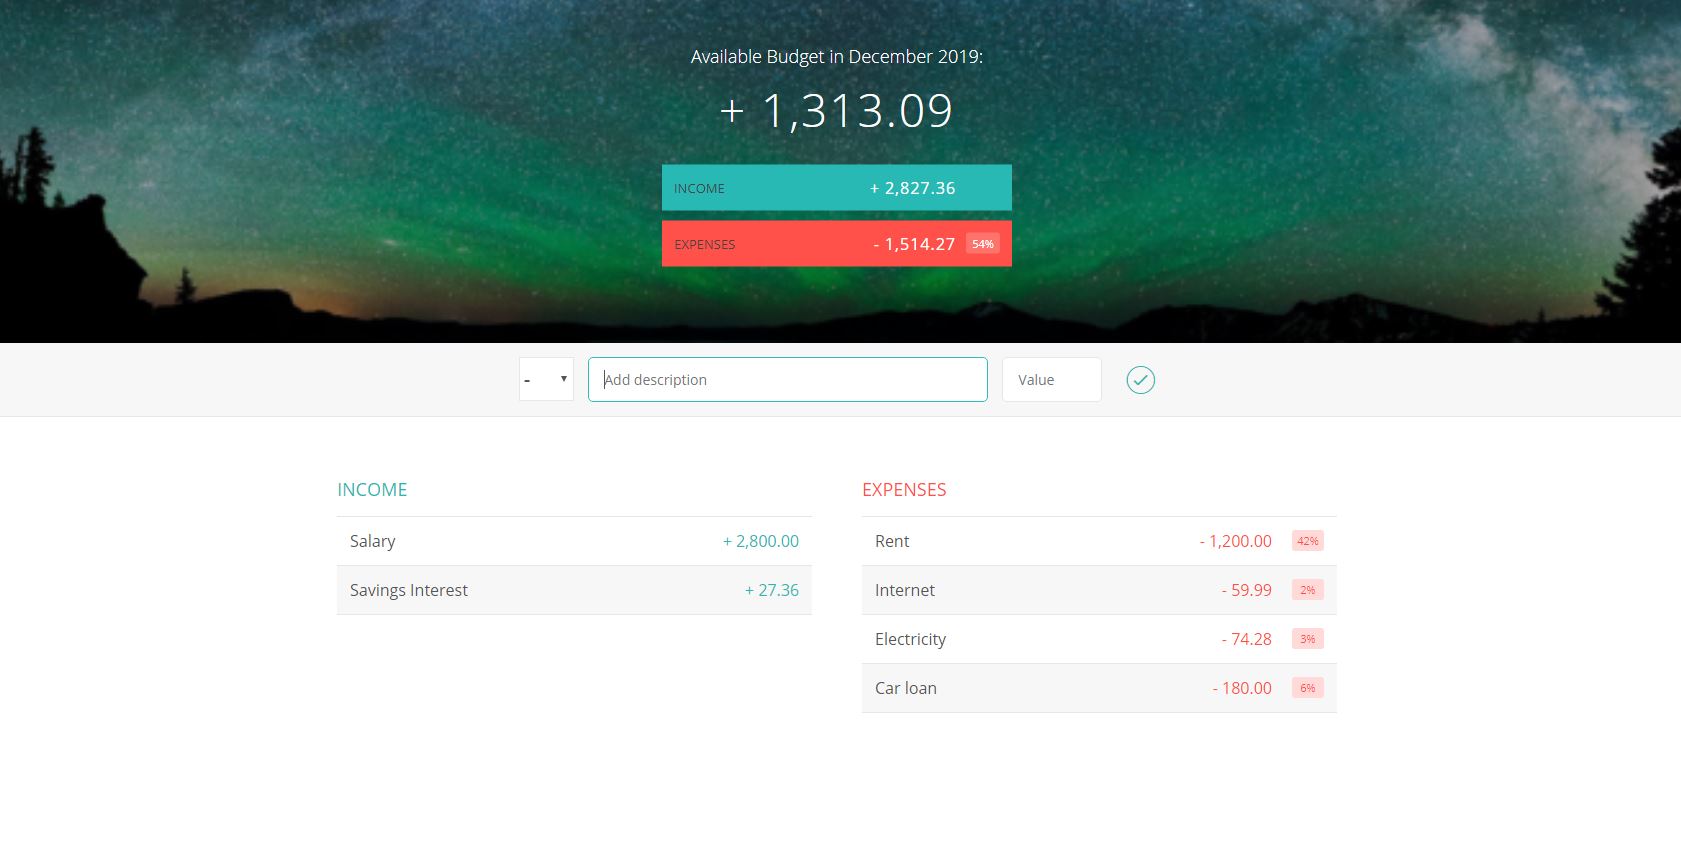 Available Budget in December 2019:
+ 1,313.09
INCOME + 2,827.36
EXPENSES - 1,514.27 54%
- Add description Value
INCOME
Salary + 2,800.00
Savings Interest + 27.36
EXPENSES
Rent - 1,200.00 42%
Internet - 59.99 2%
Electricity - 74.28 3%
Car loan - 180.00 6%